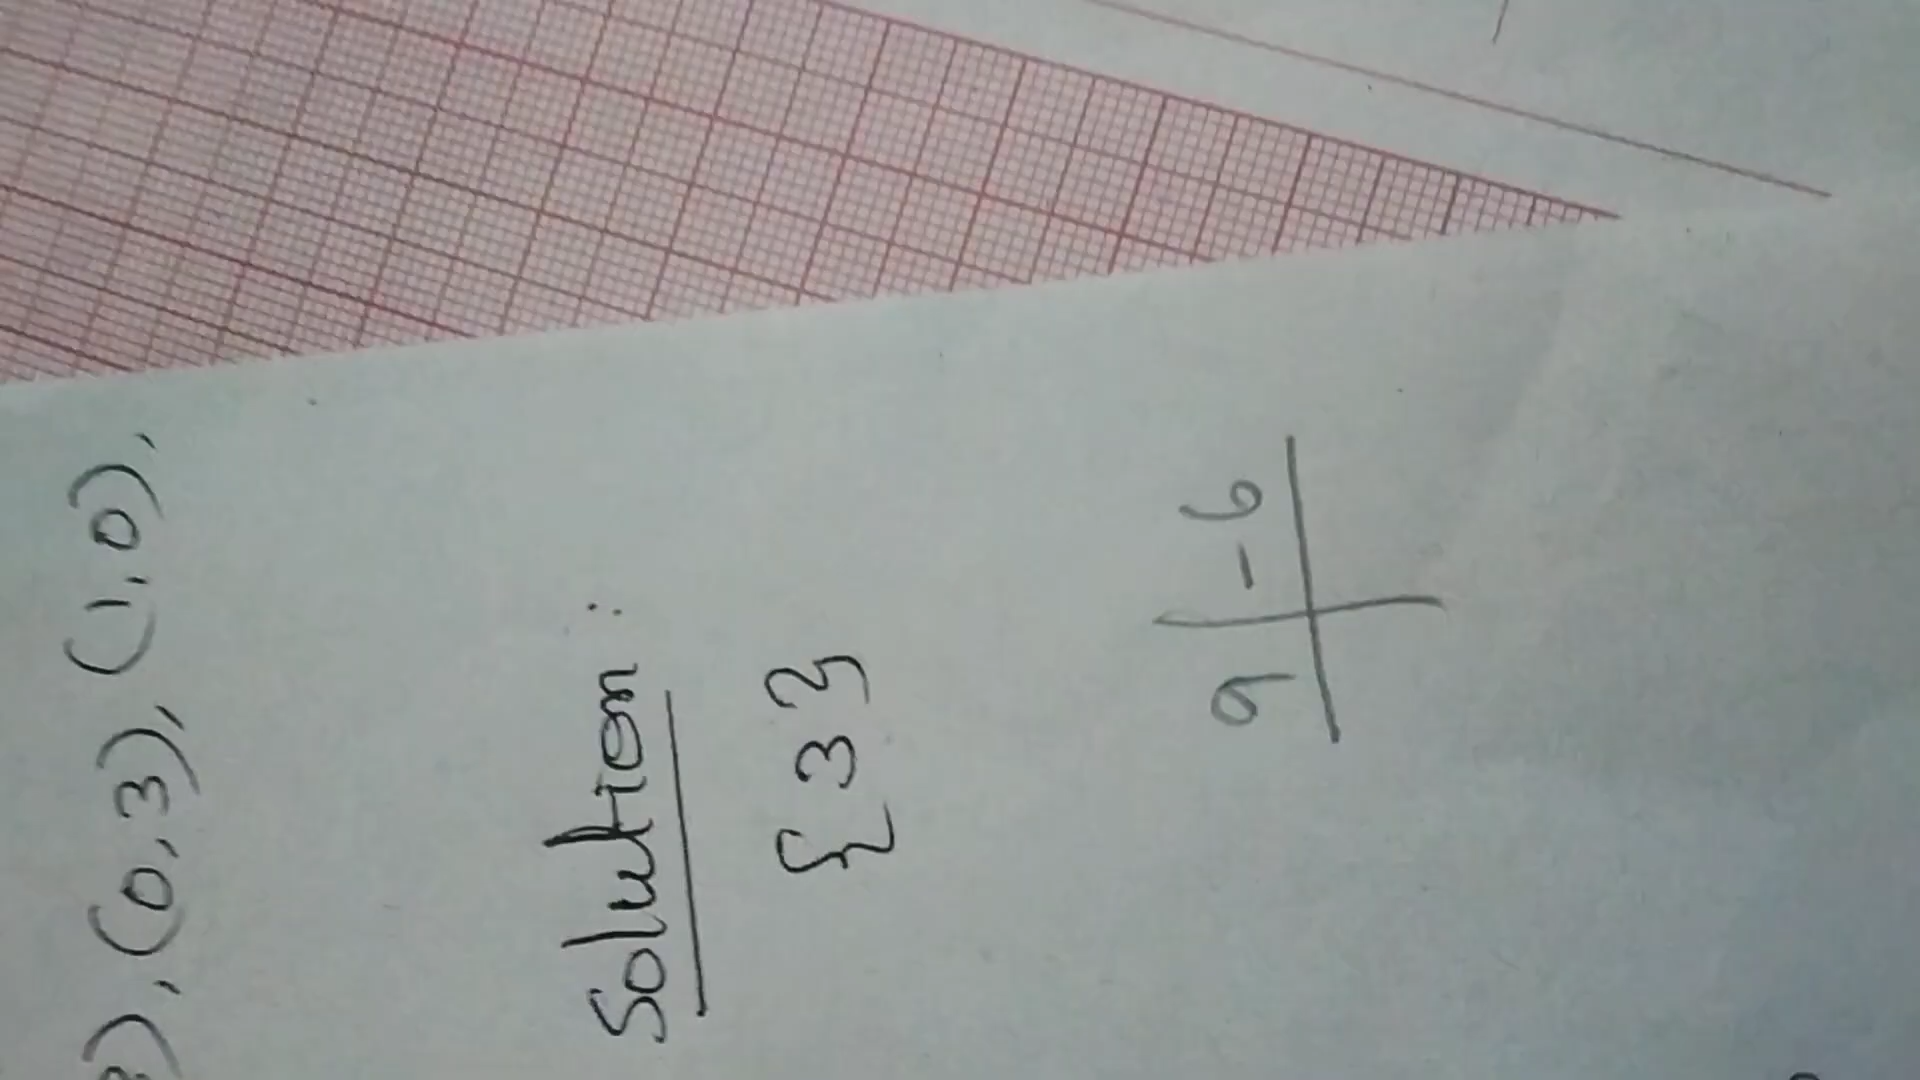 ), (0,3), (1,0),
Solution:
{3}
9 -6